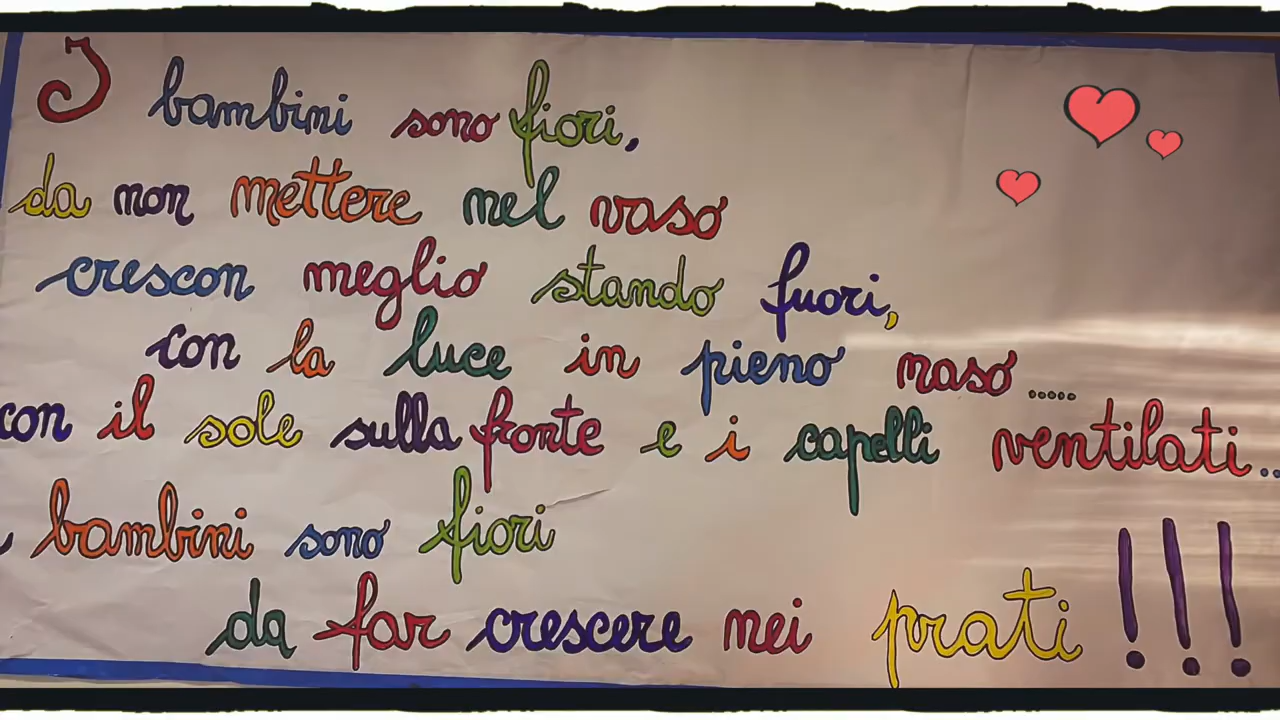 I bambini sono fiori,
da non mettere nel vaso
crescon meglio stando fuori,
con la luce in pieno naso.....
con il sole sulla fronte e i capelli ventilati..
bambini sono fiori
da far crescere nei prati!!!